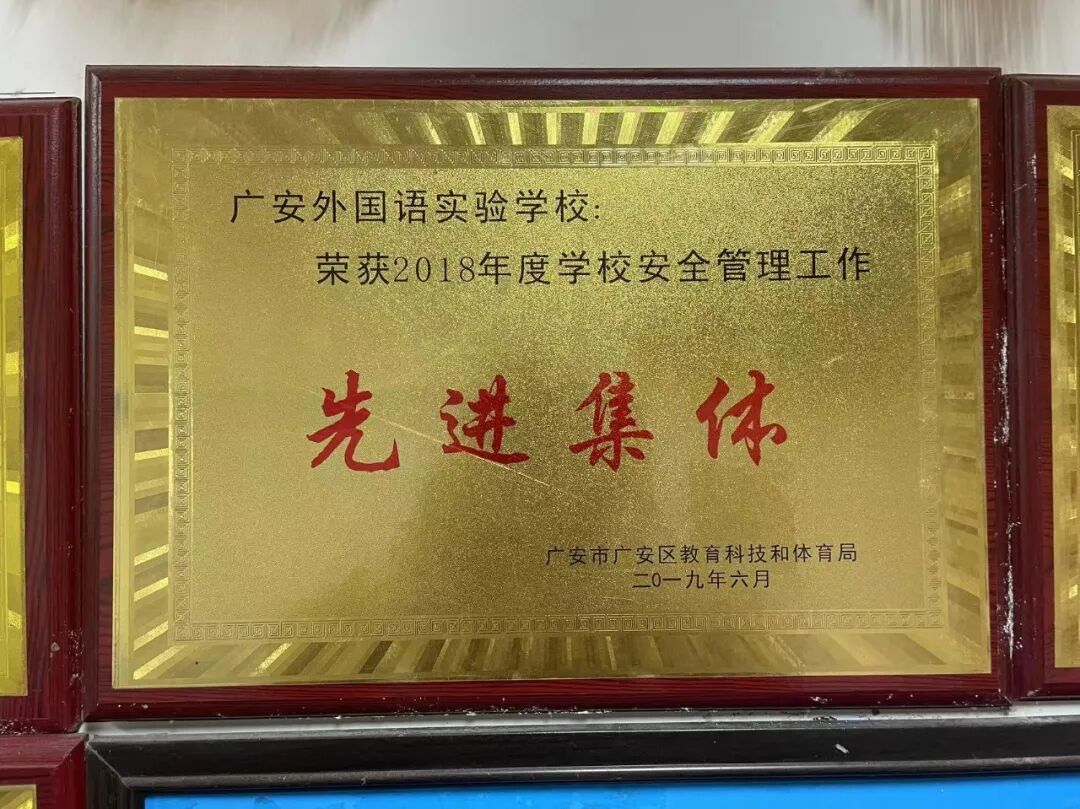 广安外国语实验学校:
荣获2018年度学校安全管理工作
先进集体
广安市广安区教育科技和体育局
二0一九年六月